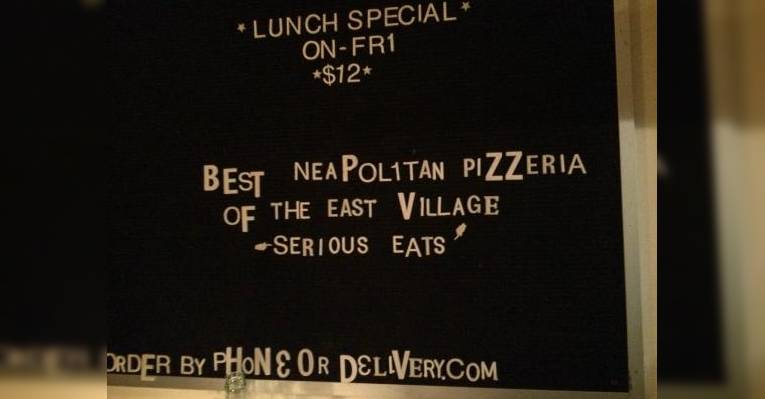 *LUNCH SPECIAL*
ON-FR1
*$12*
BEST NEAPOL1TAN PIZZERIA
OF THE EAST VILLAGE
SERIOUS EATS
ORDER BY PHONE OR DELIVERY.COM